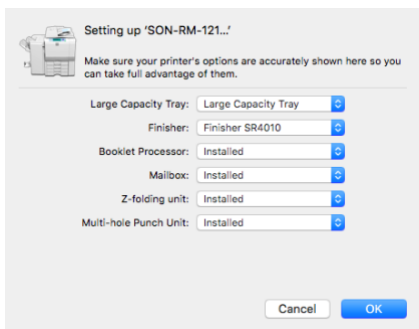 Setting up 'SON-RM-121...'
Make sure your printer's options are accurately shown here so you
can take full advantage of them.
Large Capacity Tray: Large Capacity Tray
Finisher: Finisher SR4010
Booklet Processor: Installed
Mailbox: Installed
Z-folding unit: Installed
Multi-hole Punch Unit: Installed
Cancel OK